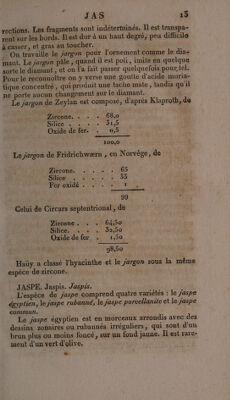 JAS 15
rections. Les fragments sont indéterminés. Il est transpa-
rent sur les bords. Il est dur à un haut degré, peu difficile
à casser, et gras au toucher.
On travaille le jargon pour l'ornement comme le dia-
mant. Le jargon pâle, quand il est poli, imite en quelque
sorte le diamant, et on l'a fait passer quelquefois pour tel.
Pour le reconnoître on y verse une goutte d'acide muria-
tique concentré, qui produit une tache mate, tandis qu'il
ne porte aucun changement sur le diamant.
Le jargon de Zeylan est composé, d'après Klaproth, de
Zircone. . . . 68,0
Silice . . . . 31,5
Oxide de fer. . 0,5
100,0
Le jargon de Fridrichwærn, en Norvège, de
Zircone. . . . . 65
Silice . . . . . 33
Fer oxidé . . . . 1
99
Celui de Circars septentrional, de
Zircone . . . 64,50
Silice. . . . 32,50
Oxide de fer . 1,50
98,50
Haüy a classé l'hyacinthe et le jargon sous la même
espèce de zircone.
JASPE. Jaspis. Jaspis.
L'espèce de jaspe comprend quatre variétés : le jaspe
égyptien, le jaspe rubanné, le jaspe porcellanite et le jaspe
commun.
Le jaspe égyptien est en morceaux arrondis avec des
dessins zonaires ou rubannés irréguliers, qui sont d'un
brun plus ou moins foncé, sur un fond jaune. Il est rare-
ment d'un vert d'olive.